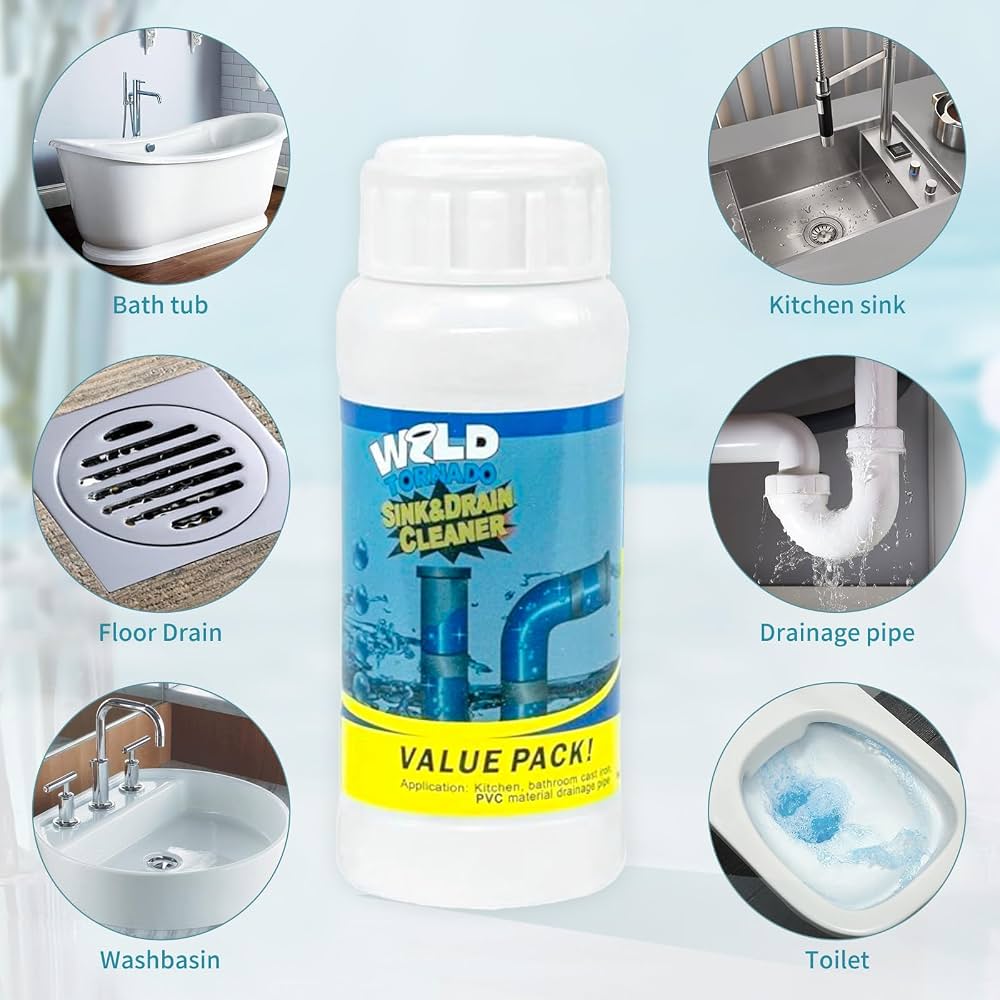 Bath tub
Kitchen sink
WILD
TORNADO
SINK&DRAIN
CLEANER
Floor Drain
Drainage pipe
VALUE PACK!
Application: Kitchen, bathroom cast iron,
PVC material drainage pipe
Washbasin
Toilet